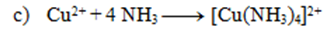 c) Cu²⁺ + 4 NH₃ ⟶ [Cu(NH₃)₄]²⁺